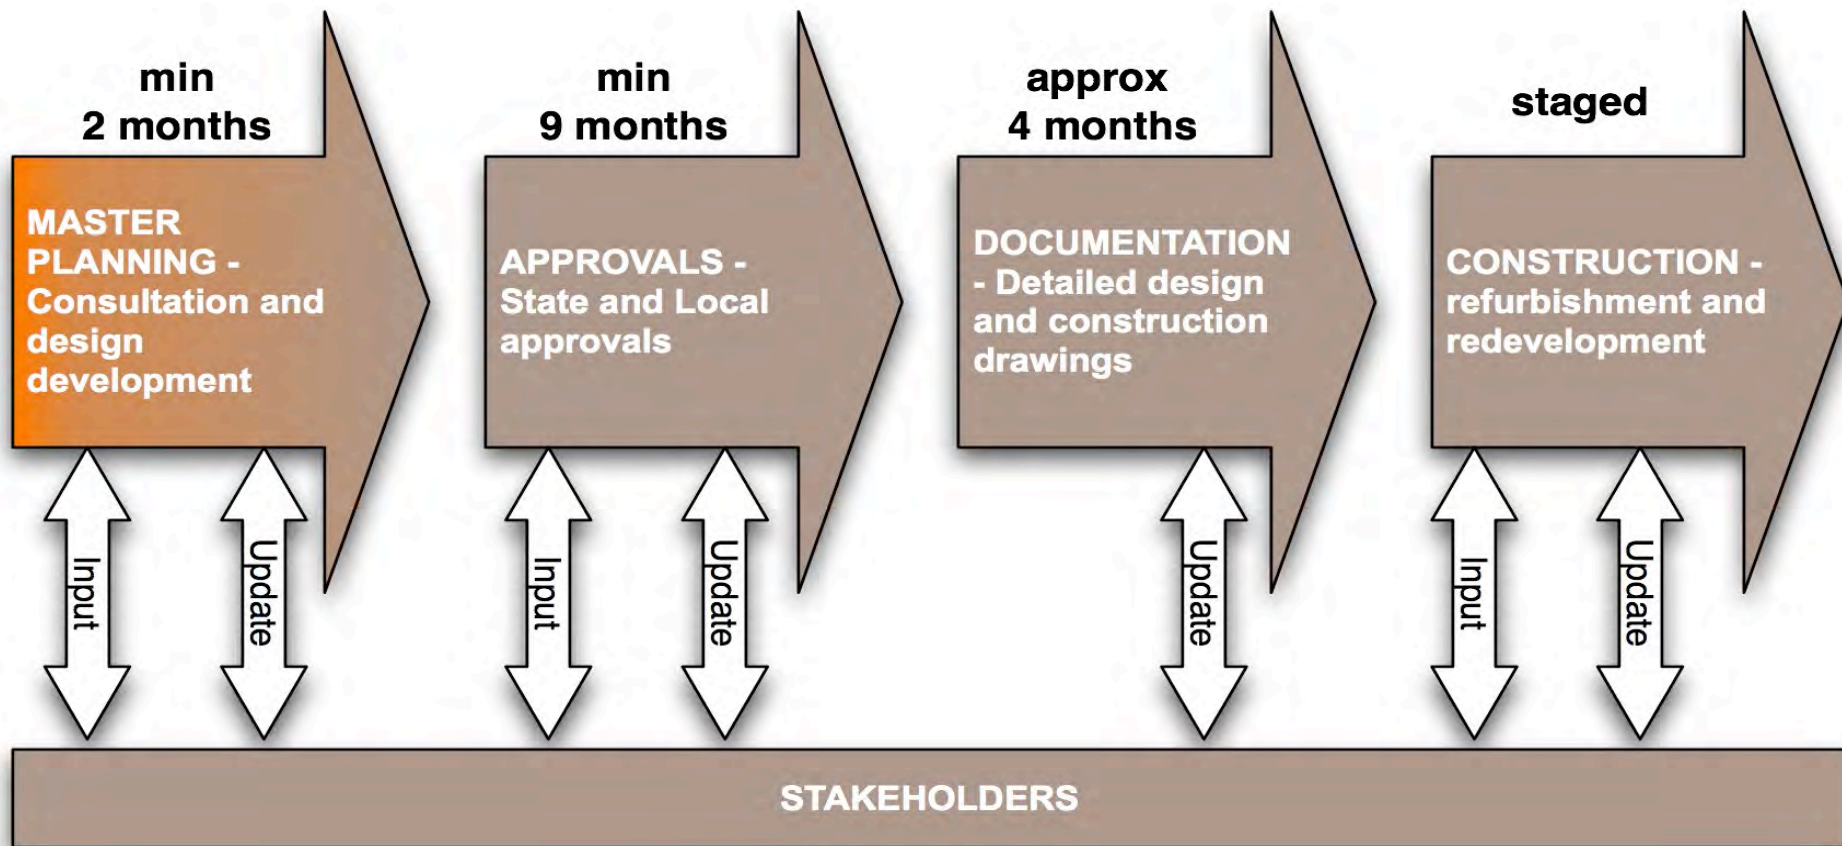 min
2 months
MASTER
PLANNING -
Consultation and
design
development
min
9 months
APPROVALS -
State and Local
approvals
approx
4 months
DOCUMENTATION
- Detailed design
and construction
drawings
staged
CONSTRUCTION -
refurbishment and
redevelopment
Input
Update
Input
Update
Update
Input
Update
STAKEHOLDERS